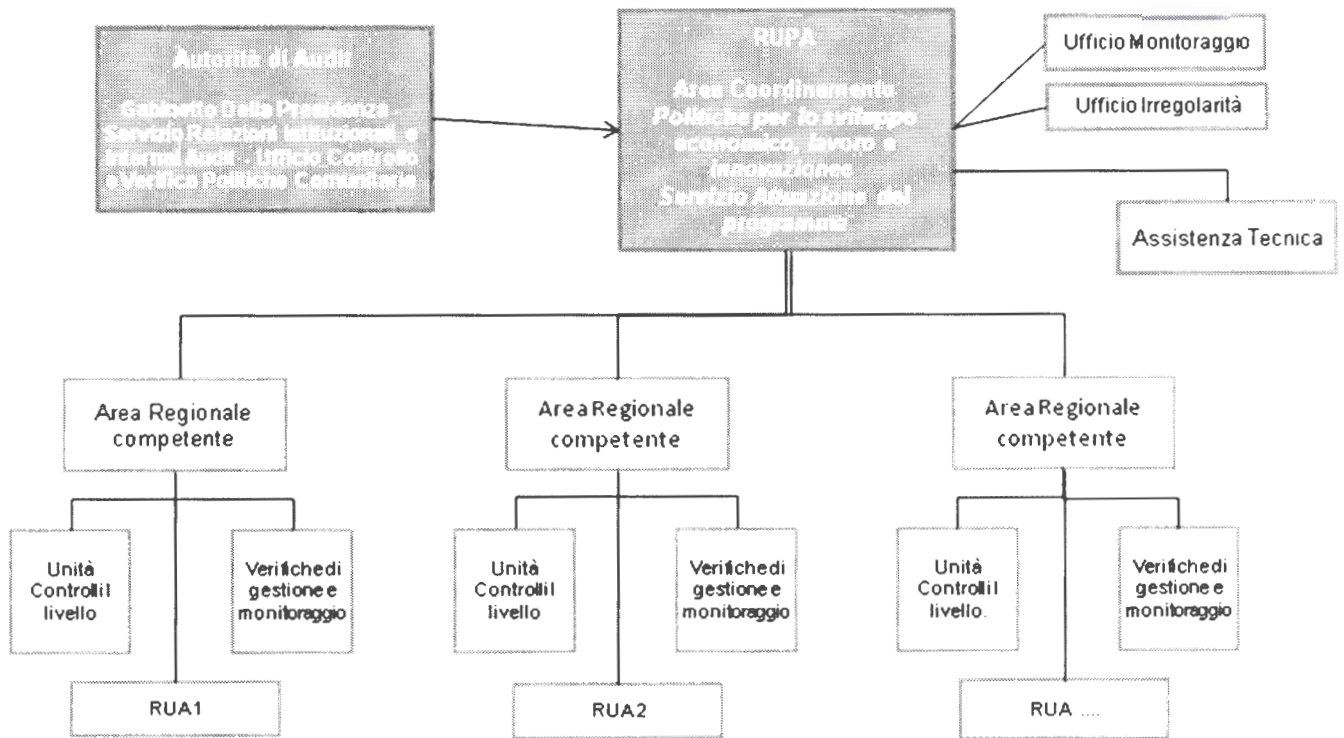 Autorità di Audit
Gabinetto Della Presidenza
Servizio Relazioni Istituzionali e
Internal Audit - Ufficio Controllo
e Verifica Politiche Comunitarie
RUPA
Area Coordinamento
Politiche per lo sviluppo
economico, lavoro e
innovazionee
Servizio Attuazione del
programma
Ufficio Monitoraggio
Ufficio Irregolarità
Assistenza Tecnica
Area Regionale
competente
Area Regionale
competente
Area Regionale
competente
Unità
Controlli I
livello
Verifiche di
gestione e
monitoraggio
Unità
Controlli I
livello
Verifiche di
gestione e
monitoraggio
Unità
Controlli I
livello.
Verifiche di
gestione e
monitoraggio
RUA1
RUA2
RUA ....